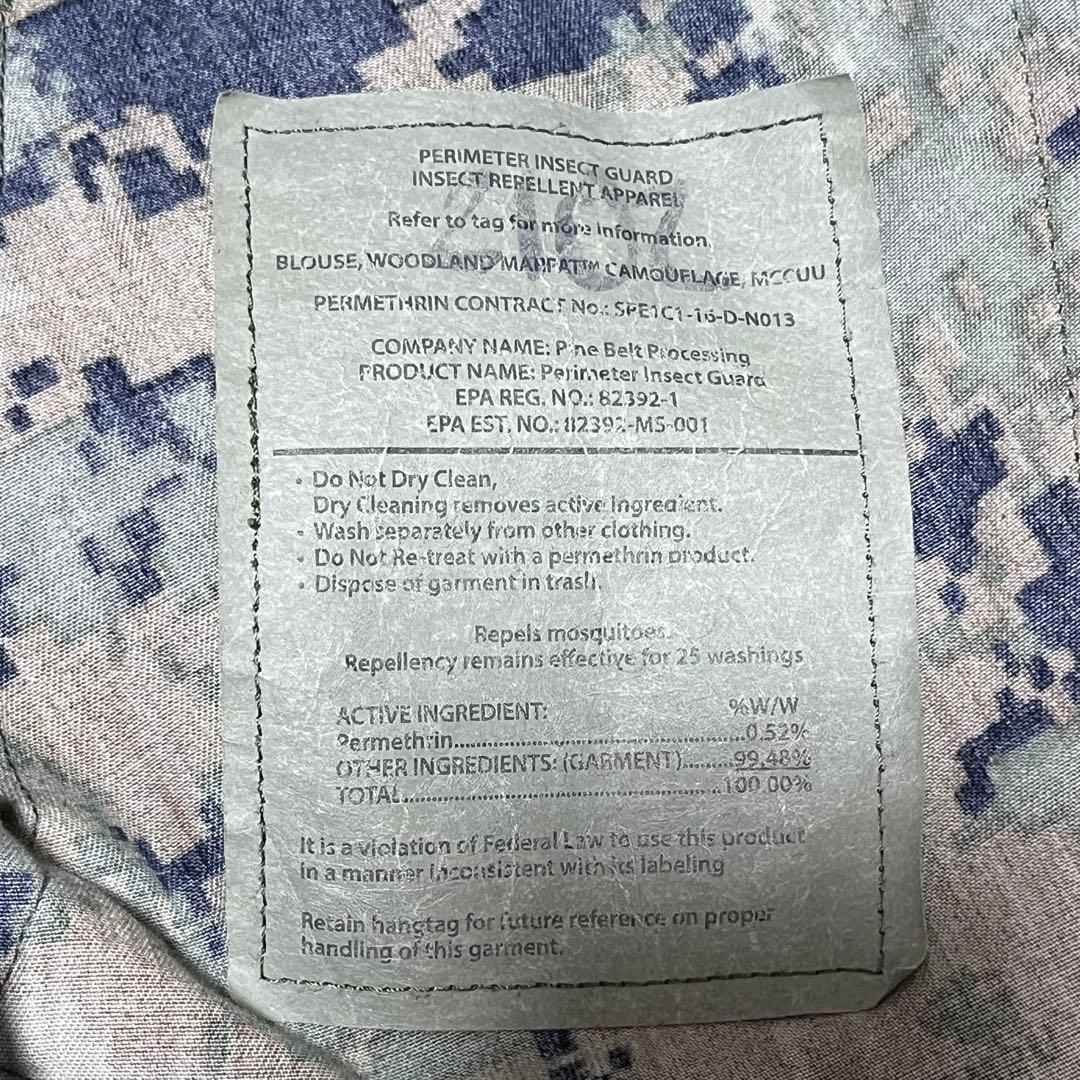 PERIMETER INSECT GUARD
INSECT REPELLENT APPAREL
Refer to tag for more information.
BLOUSE, WOODLAND MARPAT™ CAMOUFLAGE, MCCUU
PERMETHRIN CONTRACT No.: SPE1C1-16-D-N013
COMPANY NAME: Pine Belt Processing
PRODUCT NAME: Perimeter Insect Guard
EPA REG. NO.: 82392-1
EPA EST. NO.: 82392-MS-001
• Do Not Dry Clean,
Dry Cleaning removes active ingredient.
• Wash separately from other clothing.
• Do Not Re-treat with a permethrin product.
• Dispose of garment in trash.
Repels mosquitoes.
Repellency remains effective for 25 washings
ACTIVE INGREDIENT: %W/W
Permethrin..........0.52%
OTHER INGREDIENTS: (GARMENT)..........99.48%
TOTAL..........100.00%
It is a violation of Federal Law to use this product
in a manner inconsistent with its labeling
Retain hangtag for future reference on proper
handling of this garment.